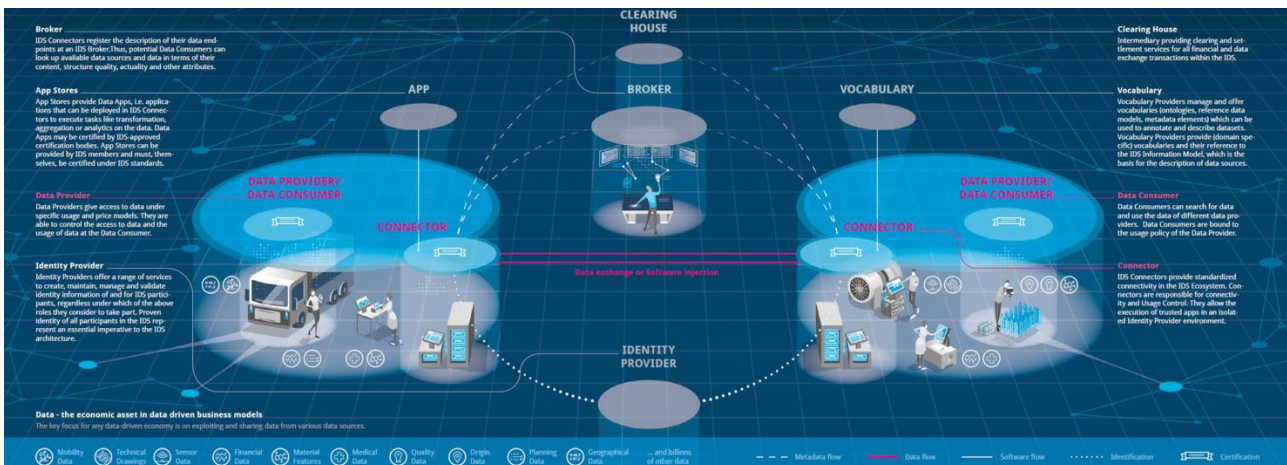 CLEARING
HOUSE
Broker
IDS Connectors register the description of their data end-
points at an IDS Broker.Thus, potential Data Consumers can
look up available data sources and data in terms of their
content, structure quality, actuality and other attributes.
Clearing House
Intermediary providing clearing and set-
tlement services for all financial and data
exchange transactions within the IDS.
App Stores
App Stores provide Data Apps, i.e. applica-
tions that can be deployed in IDS Connec-
tors to execute tasks like transformation,
aggregation or analytics on the data. Data
Apps may be certified by IDS-approved
certification bodies. App Stores can be
provided by IDS members and must, them-
selves, be certified under IDS standards.
APP
BROKER
VOCABULARY
Vocabulary
Vocabulary Providers manage and offer
vocabularies (ontologies, reference data
models, metadata elements) which can be
used to annotate and describe datasets.
Vocabulary Providers provide (domain spe-
cific) vocabularies and their reference to
the IDS Information Model, which is the
basis for the description of data sources.
DATA PROVIDER/
DATA CONSUMER
DATA PROVIDER/
DATA CONSUMER
Data Provider
Data Providers give access to data under
specific usage and price models. They are
able to control the access to data and the
usage of data at the Data Consumer.
CONNECTOR
CONNECTOR
Data Consumer
Data Consumers can search for data
and use the data of different data pro-
viders. Data Consumers are bound to
the usage policy of the Data Provider.
Data exchange or Software injection
Identity Provider
Identity Providers offer a range of services
to create, maintain, manage and validate
identity information of and for IDS partici-
pants, regardless under which of the above
roles they consider to take part. Proven
identity of all participants in the IDS rep-
resent an essential imperative to the IDS
architecture.
Connector
IDS Connectors provide standardized
connectivity in the IDS Ecosystem. Con-
nectors are responsible for connectiv-
ity and Usage Control. They allow the
execution of trusted apps in an isolat-
ed Identity Provider environment.
IDENTITY
PROVIDER
Data - the economic asset in data driven business models
The key focus for any data-driven economy is on exploiting and sharing data from various data sources.
Mobility
Data
Technical
Drawings
Sensor
Data
Financial
Data
Material
Features
Medical
Data
Quality
Data
Origin
Data
Planning
Data
Geographical
Data
... and billions
of other data
Metadata flow
Data flow
Software flow
Identification
Certification